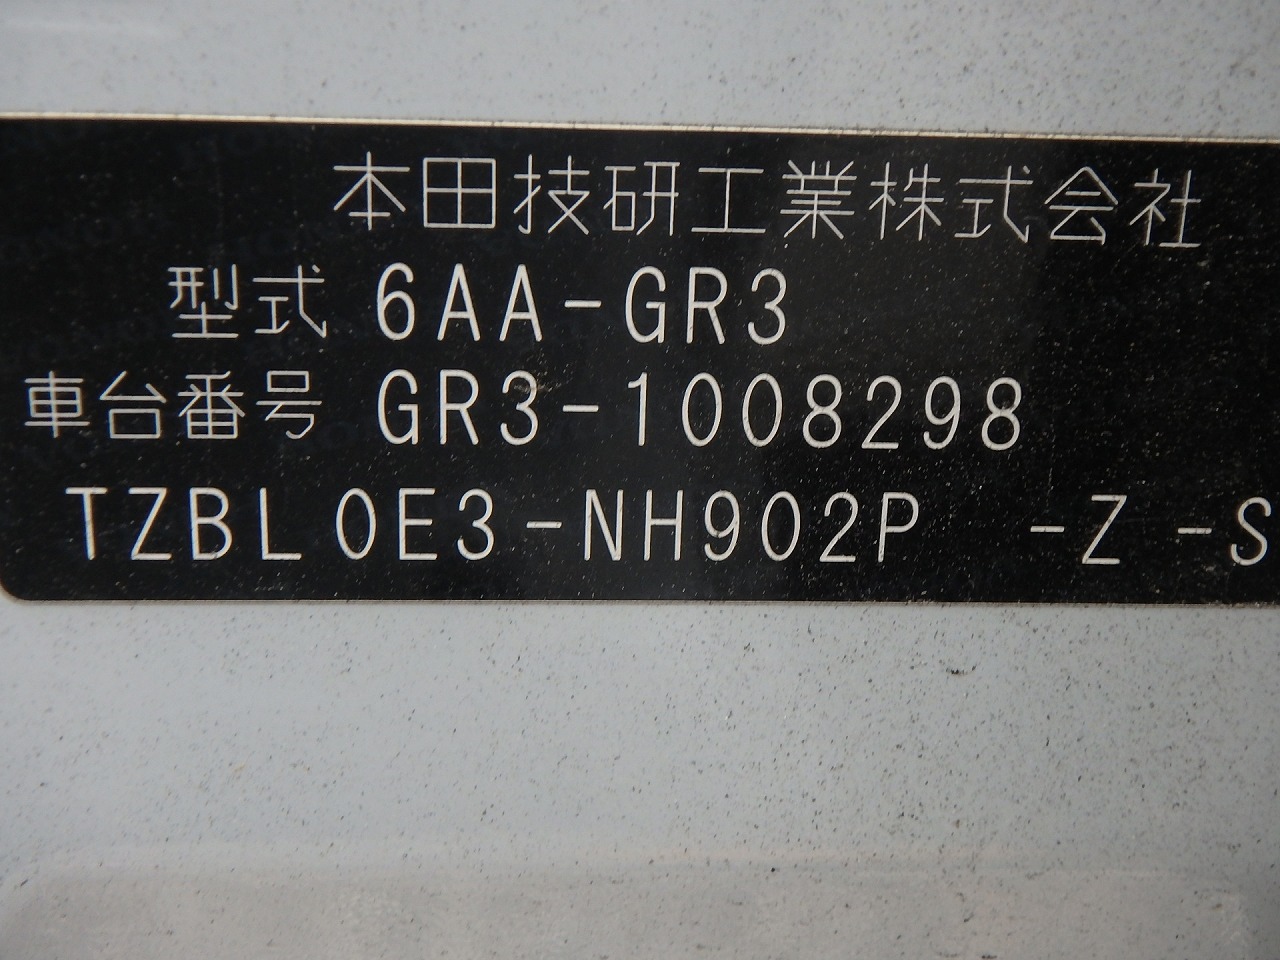 本田技研工業株式会社
型式 6AA-GR3
車台番号 GR3-1008298
TZBL0E3-NH902P -Z -S